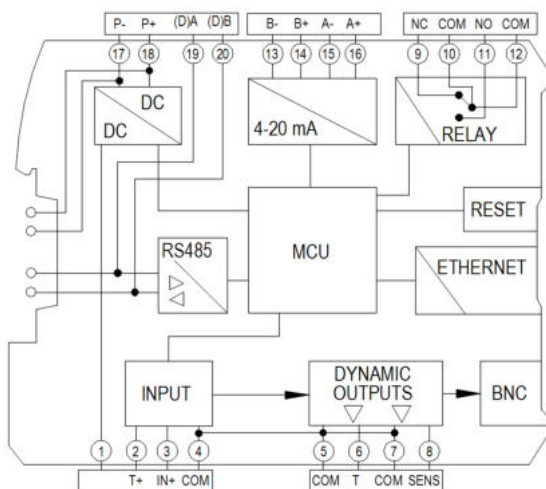 P- P+ (D)A (D)B B- B+ A- A+ NC COM NO COM
17 18 19 20 13 14 15 16 9 10 11 12
DC
DC
4-20 mA
RELAY
RESET
MCU
RS485
ETHERNET
INPUT
DYNAMIC
OUTPUTS
BNC
1 2 3 4 5 6 7 8
T+ IN+ COM COM T COM SENS